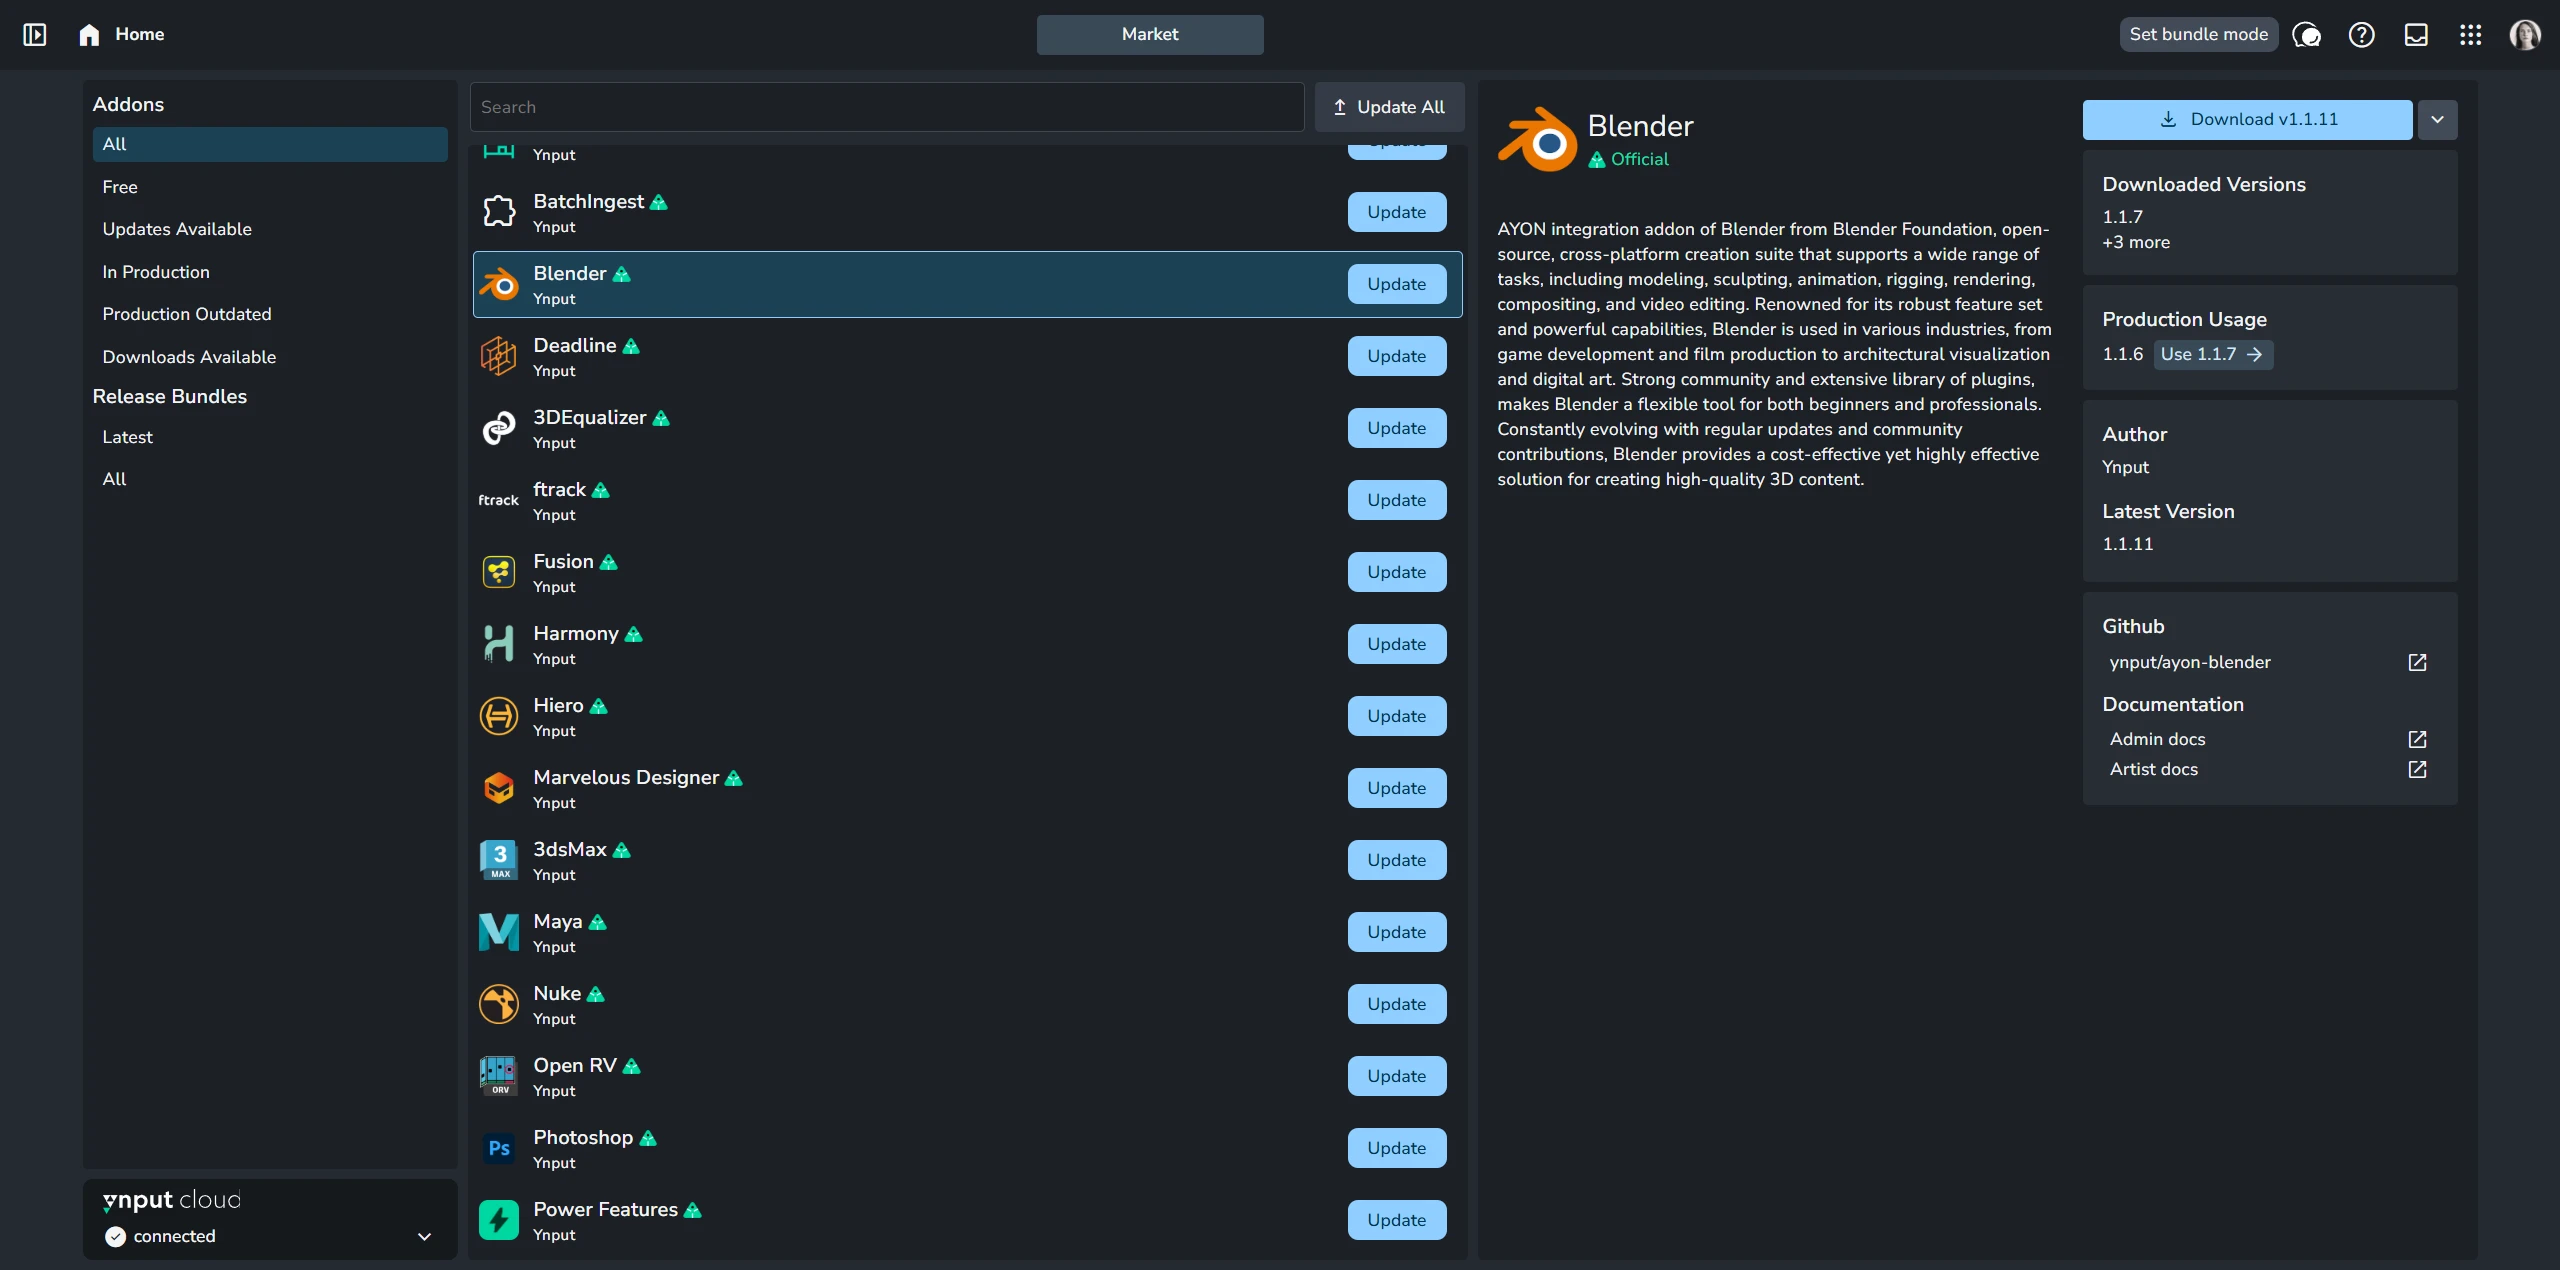 Home
Market
Set bundle mode
Addons
All
Free
Updates Available
In Production
Production Outdated
Downloads Available
Release Bundles
Latest
All
ynput cloud
connected
Search
Update All
Ynput
Update
BatchIngest
Ynput
Update
Blender
Ynput
Update
Deadline
Ynput
Update
3DEqualizer
Ynput
Update
ftrack
ftrack
Ynput
Update
Fusion
Ynput
Update
Harmony
Ynput
Update
Hiero
Ynput
Update
Marvelous Designer
Ynput
Update
3
MAX
3dsMax
Ynput
Update
Maya
Ynput
Update
Nuke
Ynput
Update
ORV
Open RV
Ynput
Update
Ps
Photoshop
Ynput
Update
Power Features
Ynput
Update
Blender
Official
AYON integration addon of Blender from Blender Foundation, open-
source, cross-platform creation suite that supports a wide range of
tasks, including modeling, sculpting, animation, rigging, rendering,
compositing, and video editing. Renowned for its robust feature set
and powerful capabilities, Blender is used in various industries, from
game development and film production to architectural visualization
and digital art. Strong community and extensive library of plugins,
makes Blender a flexible tool for both beginners and professionals.
Constantly evolving with regular updates and community
contributions, Blender provides a cost-effective yet highly effective
solution for creating high-quality 3D content.
Download v1.1.11
Downloaded Versions
1.1.7
+3 more
Production Usage
1.1.6 Use 1.1.7
Author
Ynput
Latest Version
1.1.11
Github
ynput/ayon-blender
Documentation
Admin docs
Artist docs